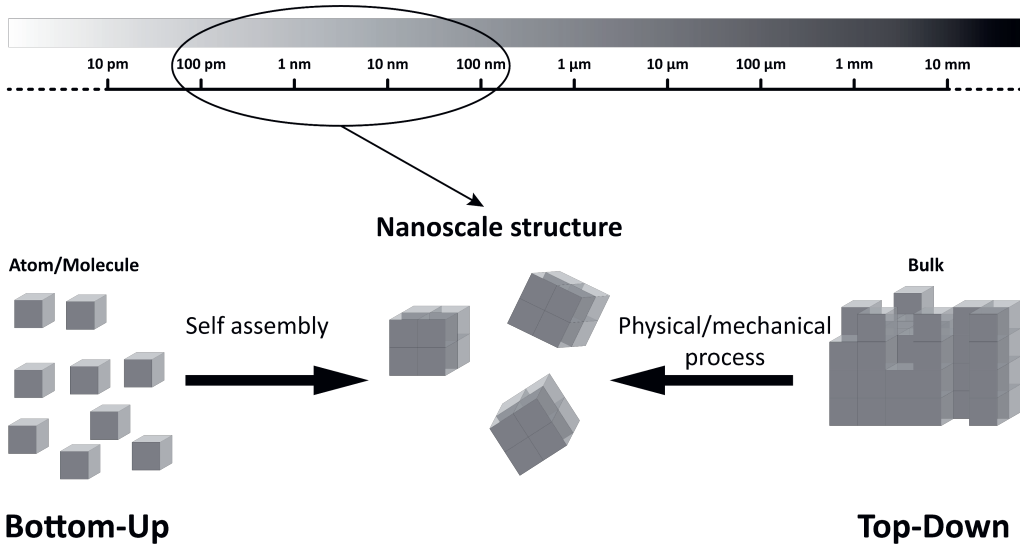 10 pm 100 pm 1 nm 10 nm 100 nm 1 µm 10 µm 100 µm 1 mm 10 mm
Nanoscale structure
Atom/Molecule
Bulk
Self assembly
Physical/mechanical
process
Bottom-Up
Top-Down